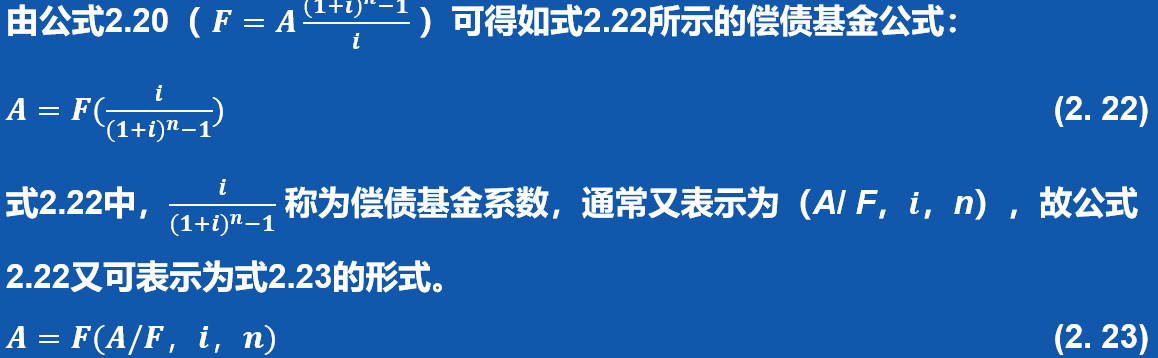 由公式2.20（ F = A ((1+i)^n−1)/i ）可得如式2.22所示的偿债基金公式：
A = F( i/((1+i)^n−1) ) (2. 22)
式2.22中， i/((1+i)^n−1) 称为偿债基金系数，通常又表示为（A/ F，i，n），故公式
2.22又可表示为式2.23的形式。
A = F(A/F，i，n) (2. 23)